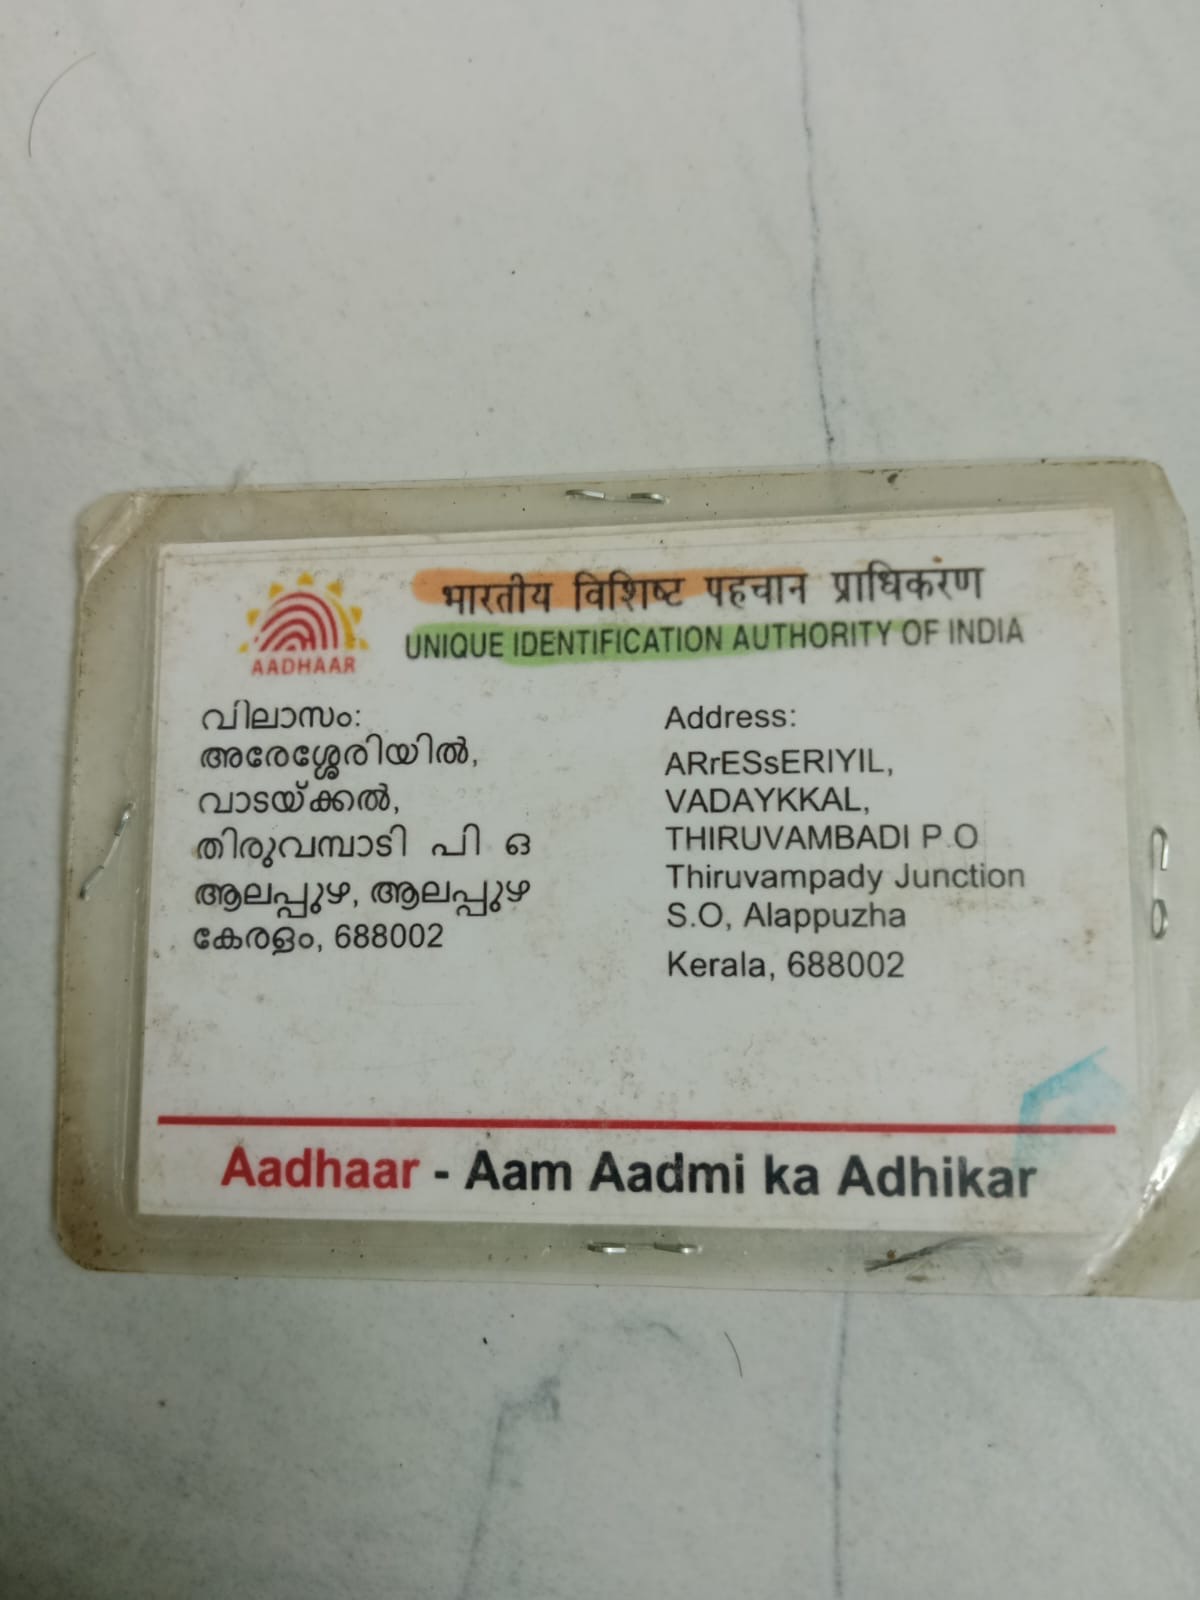 भारतीय विशिष्ट पहचान प्राधिकरण
UNIQUE IDENTIFICATION AUTHORITY OF INDIA
AADHAAR
വിലാസം:
അരേശ്ശേരിയിൽ,
വാടയ്ക്കൽ,
തിരുവമ്പാടി പി ഒ
ആലപ്പുഴ, ആലപ്പുഴ
കേരളം, 688002
Address:
ARrESsERIYIL,
VADAYKKAL,
THIRUVAMBADI P.O
Thiruvampady Junction
S.O, Alappuzha
Kerala, 688002
Aadhaar - Aam Aadmi ka Adhikar